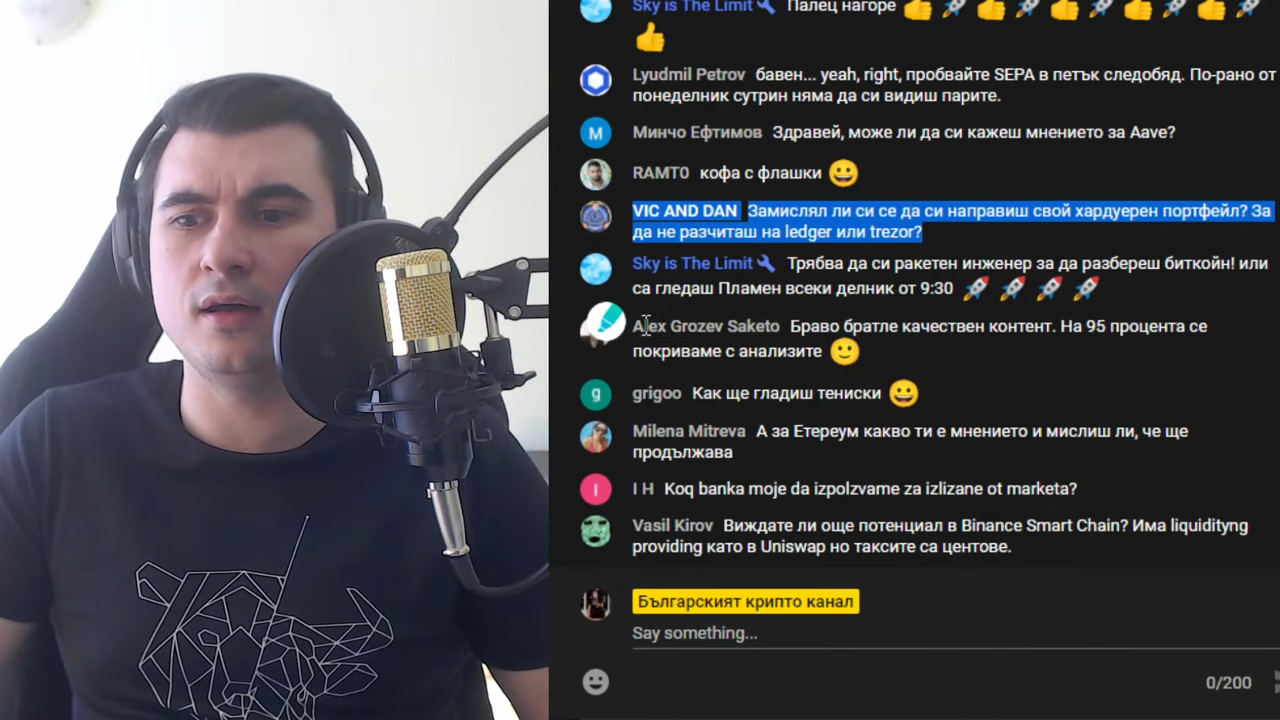 Sky is The Limit Палец нагоре
Lyudmil Petrov бавен... yeah, right, пробвайте SEPA в петък следобяд. По-рано от
понеделник сутрин няма да си видиш парите.
M Минчо Ефтимов Здравей, може ли да си кажеш мнението за Aave?
RAMT0 кофа с флашки
VIC AND DAN Замислял ли си се да си направиш свой хардуерен портфейл? За
да не разчиташ на ledger или trezor?
Sky is The Limit Трябва да си ракетен инженер за да разбереш биткойн! или
са гледаш Пламен всеки делник от 9:30
Alex Grozev Saketo Браво братле качествен контент. На 95 процента се
покриваме с анализите
g grigoo Как ще гладиш тениски
Milena Mitreva А за Етереум какво ти е мнението и мислиш ли, че ще
продължава
I I H Koq banka moje da izpolzvame za izlizane ot marketa?
Vasil Kirov Виждате ли още потенциал в Binance Smart Chain? Има liquidityng
providing като в Uniswap но таксите са центове.
Българският крипто канал
Say something...
0/200